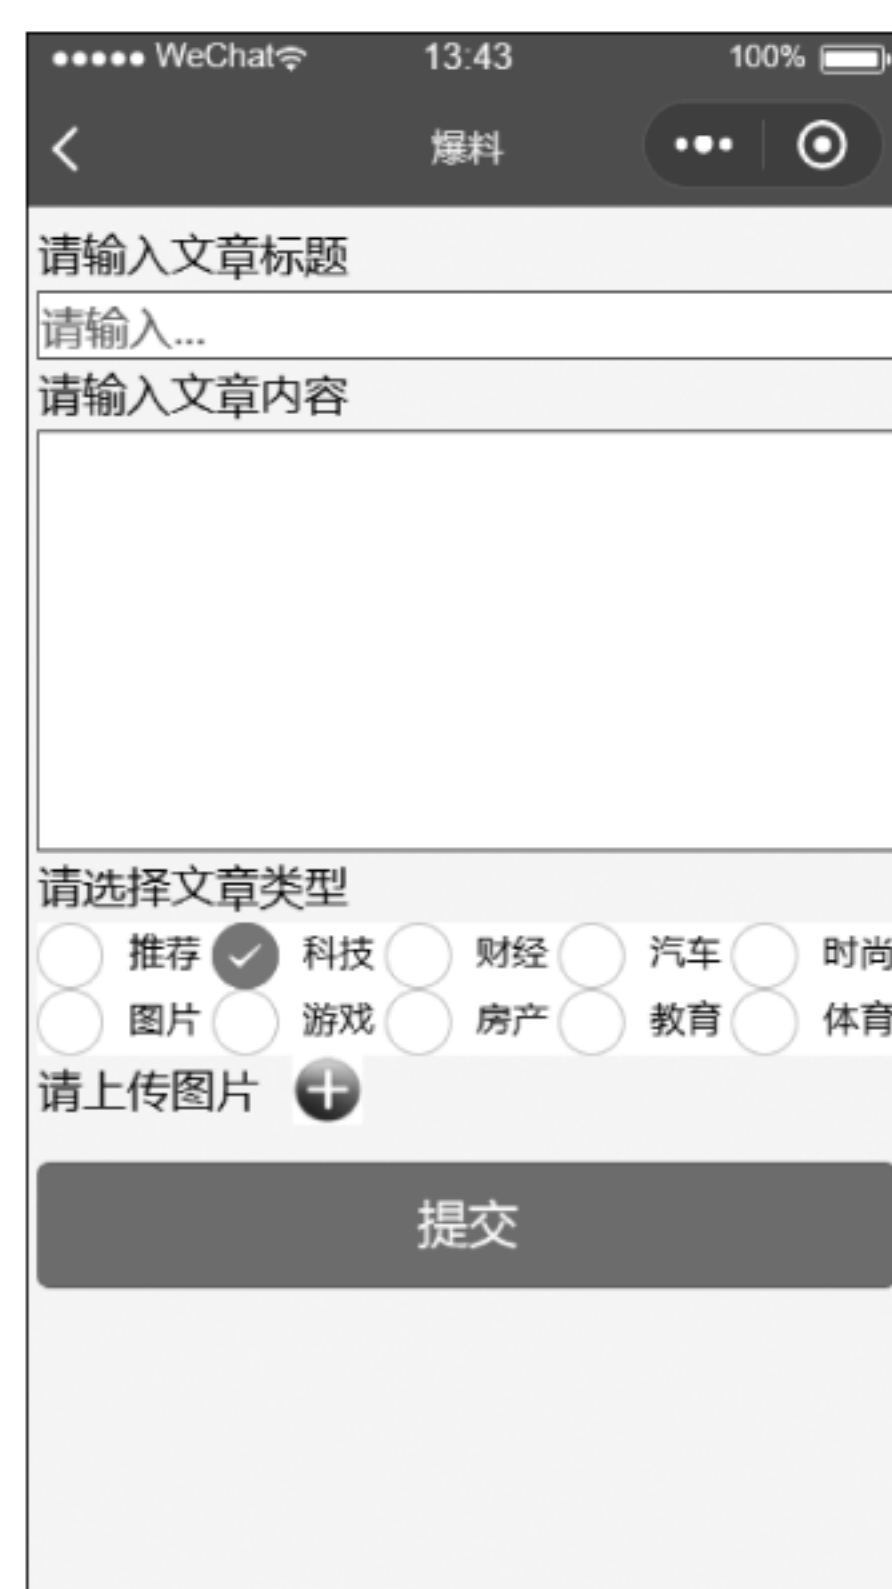 WeChat 13:43 100%
爆料
请输入文章标题
请输入...
请输入文章内容
请选择文章类型
推荐 科技 财经 汽车 时尚
图片 游戏 房产 教育 体育
请上传图片
提交